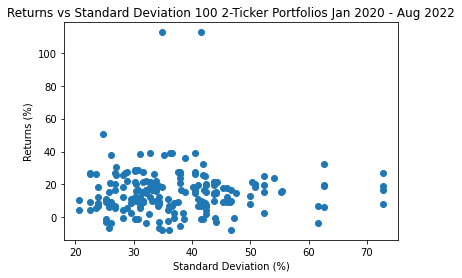 Returns vs Standard Deviation 100 2-Ticker Portfolios Jan 2020 - Aug 2022
100
80
60
40
20
0
Returns (%)
20 30 40 50 60 70
Standard Deviation (%)